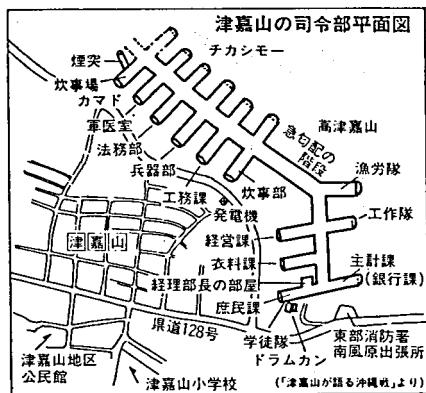 津嘉山の司令部平面図
チカシモー
煙突
炊事場
カマド
軍医室
法務部
兵器部
工務課
炊事部
発電機
急勾配の
階段
高津嘉山
漁労隊
工作隊
経営課
衣料課
主計課
(銀行課)
経理部長の部屋
庶民課
津嘉山
県道128号
学徒隊
ドラムカン
東部消防署
南風原出張所
津嘉山地区
公民館
津嘉山小学校
(「津嘉山が語る沖縄戦」より)